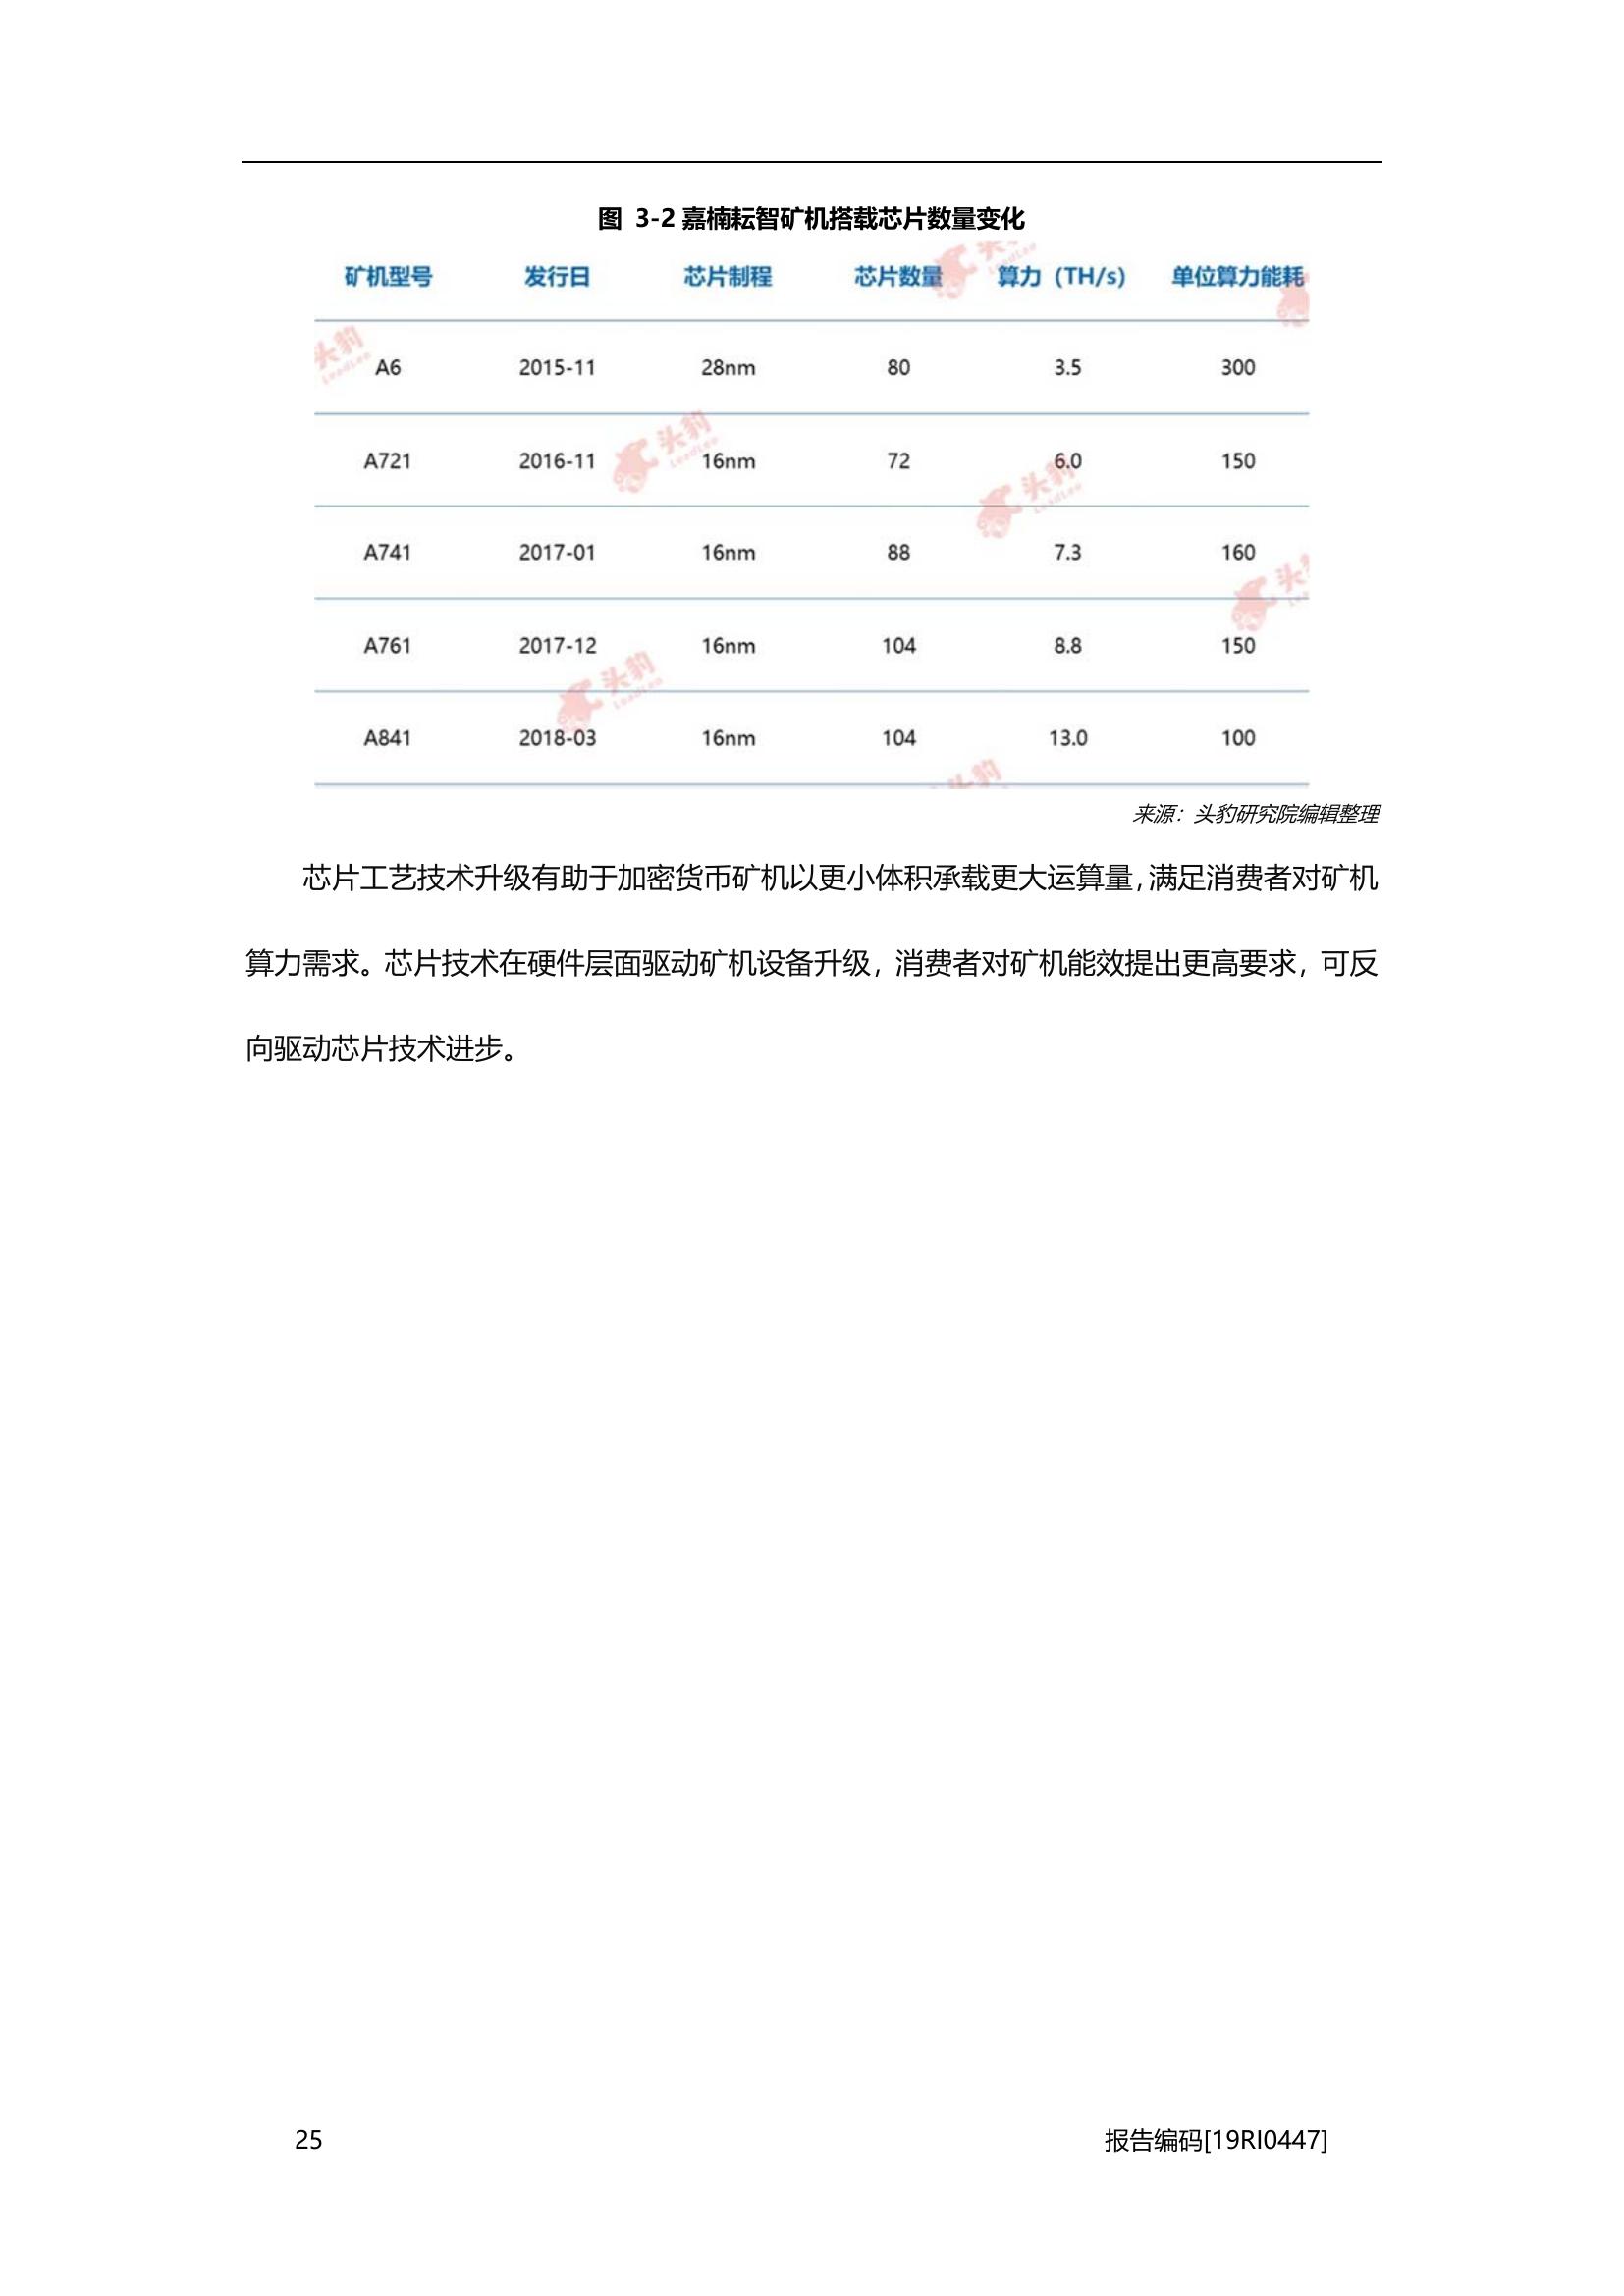 图 3-2 嘉楠耘智矿机搭载芯片数量变化
矿机型号 发行日 芯片制程 芯片数量 算力（TH/s） 单位算力能耗
A6 2015-11 28nm 80 3.5 300
A721 2016-11 16nm 72 6.0 150
A741 2017-01 16nm 88 7.3 160
A761 2017-12 16nm 104 8.8 150
A841 2018-03 16nm 104 13.0 100
头豹
LeadLeo
来源：头豹研究院编辑整理
芯片工艺技术升级有助于加密货币矿机以更小体积承载更大运算量，满足消费者对矿机
算力需求。芯片技术在硬件层面驱动矿机设备升级，消费者对矿机能效提出更高要求，可反
向驱动芯片技术进步。
25 报告编码[19RI0447]